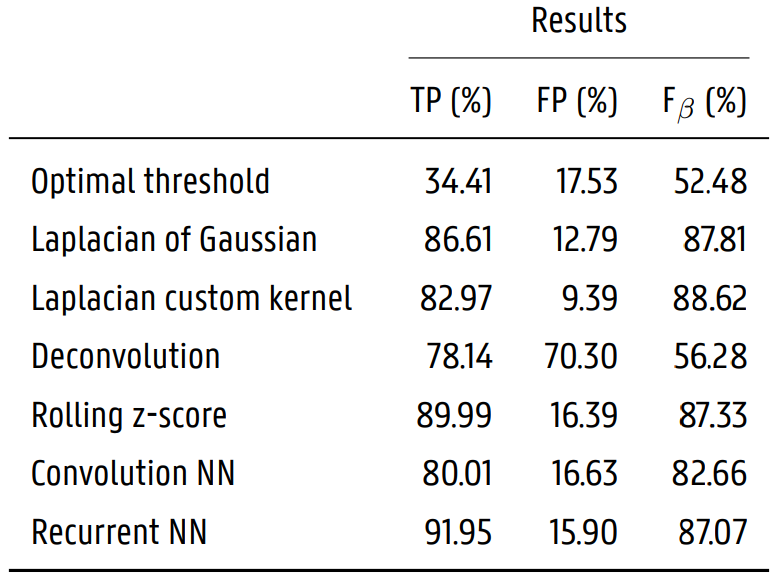 Results
TP (%) FP (%) Fβ (%)
Optimal threshold 34.41 17.53 52.48
Laplacian of Gaussian 86.61 12.79 87.81
Laplacian custom kernel 82.97 9.39 88.62
Deconvolution 78.14 70.30 56.28
Rolling z-score 89.99 16.39 87.33
Convolution NN 80.01 16.63 82.66
Recurrent NN 91.95 15.90 87.07